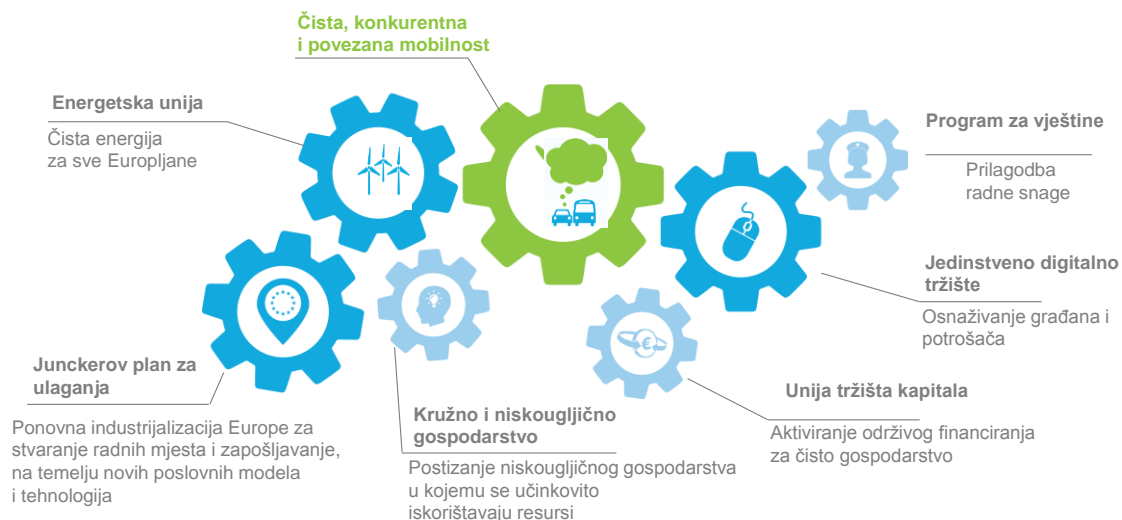 Čista, konkurentna
i povezana mobilnost
Energetska unija
Čista energija
za sve Europljane
Program za vještine
Prilagodba
radne snage
Jedinstveno digitalno
tržište
Osnaživanje građana i
potrošača
Junckerov plan za
ulaganja
Ponovna industrijalizacija Europe za
stvaranje radnih mjesta i zapošljavanje,
na temelju novih poslovnih modela
i tehnologija
Kružno i niskougljično
gospodarstvo
Postizanje niskougljičnog gospodarstva
u kojemu se učinkovito
iskorištavaju resursi
Unija tržišta kapitala
Aktiviranje održivog financiranja
za čisto gospodarstvo
€